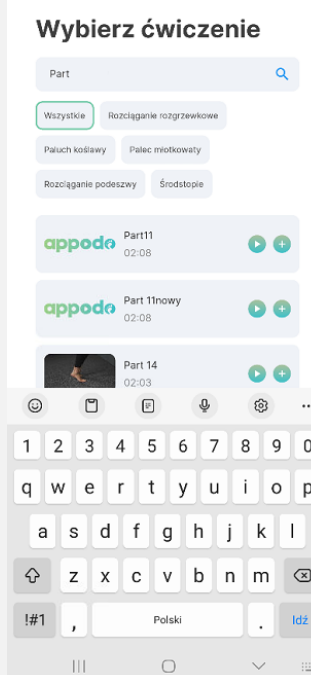 Wybierz ćwiczenie
Part
Wszystkie Rozciąganie rozgrzewkowe
Paluch koślawy Palec młotkowaty
Rozciąganie podeszwy Śródstopie
appodo Part11
02:08
appodo Part 11nowy
02:08
Part 14
02:03
1 2 3 4 5 6 7 8 9 0
q w e r t y u i o p
a s d f g h j k l
z x c v b n m
!#1 , Polski . Idź